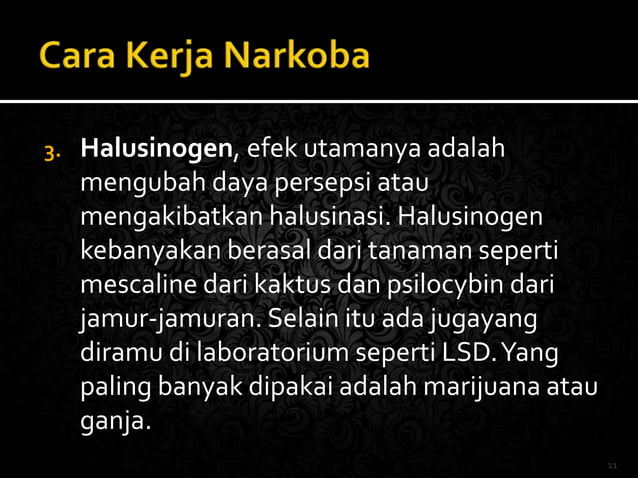 Cara Kerja Narkoba
3. Halusinogen, efek utamanya adalah
mengubah daya persepsi atau
mengakibatkan halusinasi. Halusinogen
kebanyakan berasal dari tanaman seperti
mescaline dari kaktus dan psilocybin dari
jamur-jamuran. Selain itu ada jugayang
diramu di laboratorium seperti LSD. Yang
paling banyak dipakai adalah marijuana atau
ganja.
11